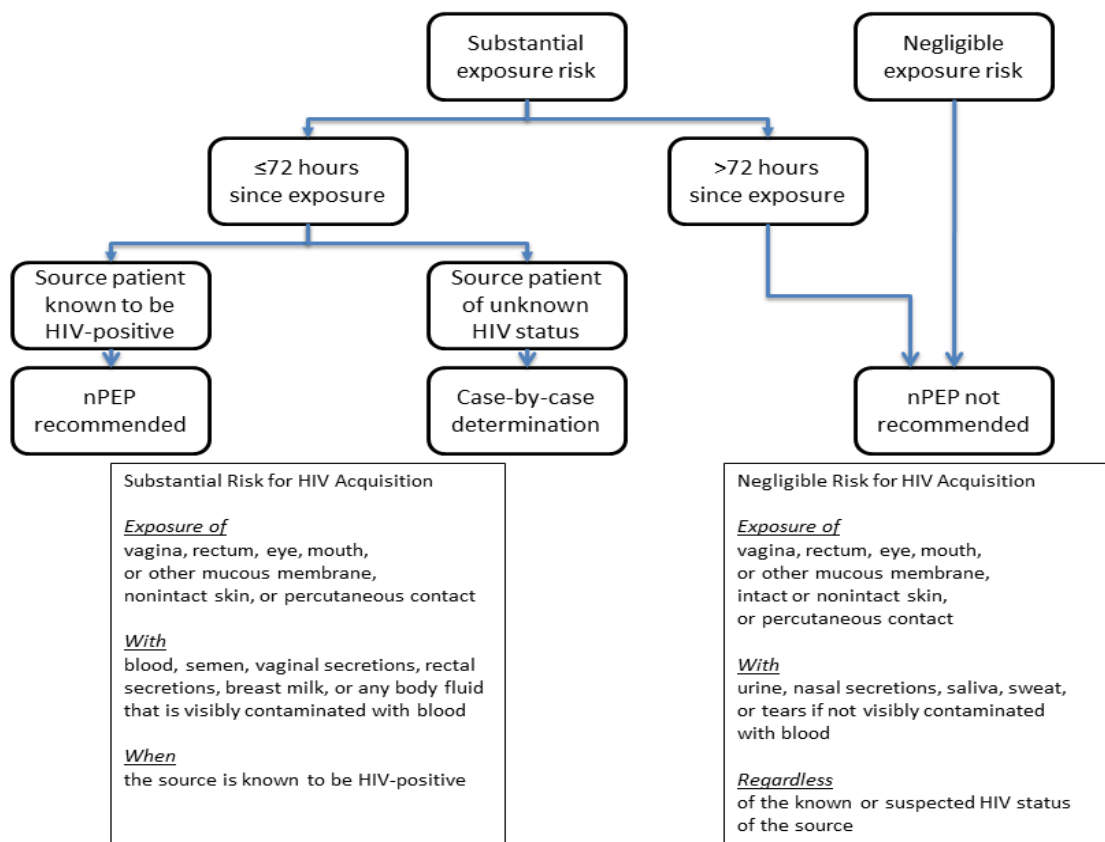 Substantial
exposure risk
Negligible
exposure risk
≤72 hours
since exposure
>72 hours
since exposure
Source patient
known to be
HIV-positive
Source patient
of unknown
HIV status
nPEP
recommended
Case-by-case
determination
nPEP not
recommended
Substantial Risk for HIV Acquisition
Exposure of
vagina, rectum, eye, mouth,
or other mucous membrane,
nonintact skin, or percutaneous contact
With
blood, semen, vaginal secretions, rectal
secretions, breast milk, or any body fluid
that is visibly contaminated with blood
When
the source is known to be HIV-positive
Negligible Risk for HIV Acquisition
Exposure of
vagina, rectum, eye, mouth,
or other mucous membrane,
intact or nonintact skin,
or percutaneous contact
With
urine, nasal secretions, saliva, sweat,
or tears if not visibly contaminated
with blood
Regardless
of the known or suspected HIV status
of the source